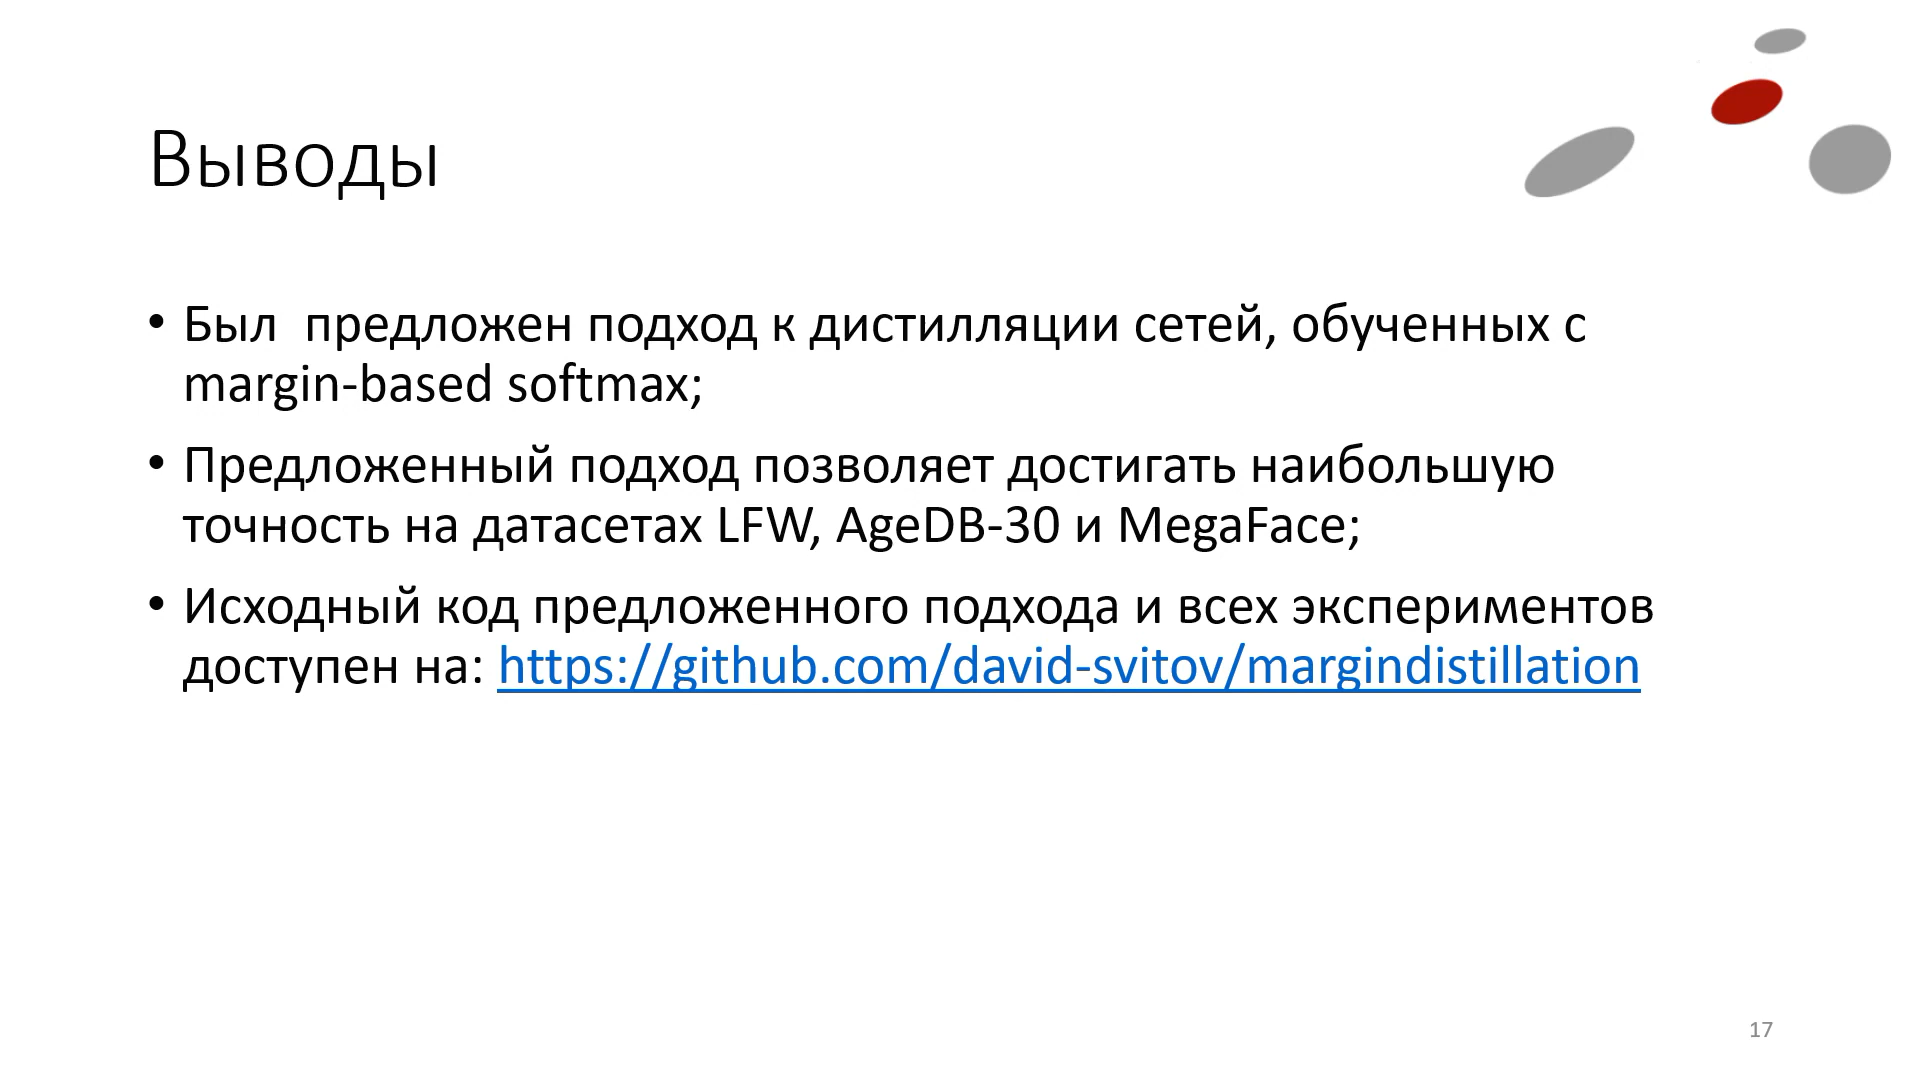 Выводы
• Был  предложен подход к дистилляции сетей, обученных с
margin-based softmax;
• Предложенный подход позволяет достигать наибольшую
точность на датасетах LFW, AgeDB-30 и MegaFace;
• Исходный код предложенного подхода и всех экспериментов
доступен на: https://github.com/david-svitov/margindistillation
17